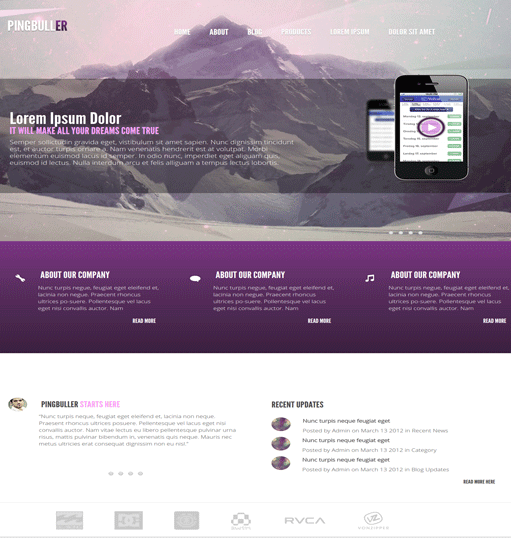 PINGBULLER
HOME ABOUT BLOG PRODUCTS LOREM IPSUM DOLOR SIT AMET
Lorem Ipsum Dolor
IT WILL MAKE ALL YOUR DREAMS COME TRUE
Semper sollicitudin gravida eget, vistibulum sit amet sapien. Nunc dignissim tincidunt
est, et auctor turpis ornare a. Nam venenatis hendrerit est at volutpat. Morbi
elementum euismod lacus id semper. In odio nunc, imperdiet eget aliquam quis,
euismod id lectus. Nulla interdum arcu et felis aliquam a tempus lectus lobortis.
ABOUT OUR COMPANY
Nunc turpis neque, feugiat eget eleifend et,
lacinia non negue. Praecent rhoncus
ultrices po-suere. Pellentesque vel lacus
eget nisi convallis auctor. Nam
READ MORE
ABOUT OUR COMPANY
Nunc turpis neque, feugiat eget eleifend et,
lacinia non negue. Praecent rhoncus
ultrices po-suere. Pellentesque vel lacus
eget nisi convallis auctor. Nam
READ MORE
ABOUT OUR COMPANY
Nunc turpis neque, feugiat eget eleifend et,
lacinia non negue. Praecent rhoncus
ultrices po-suere. Pellentesque vel lacus
eget nisi convallis auctor. Nam
READ MORE
PINGBULLER STARTS HERE
"Nunc turpis neque, feugiat eget eleifend et, lacinia non neque.
Praecent rhoncus ultrices posuere. Pellentesque vel lacus eget nisi
convallis auctor. Nam vitae lectus eu libero pellentesque pulvinar urna
risus, mattis pulvinar bibendum in, venenatis quis neque. Mauris nec
metus ultricies erat consequat dignissim non eu nisi."
RECENT UPDATES
Nunc turpis neque feugiat eget
Posted by Admin on March 13 2012 in Recent News
Nunc turpis neque feugiat eget
Posted by Admin on March 13 2012 in Category
Nunc turpis neque feugiat eget
Posted by Admin on March 13 2012 in Blog Updates
READ MORE HERE
BILLABONG DC RVCA VONZIPPER